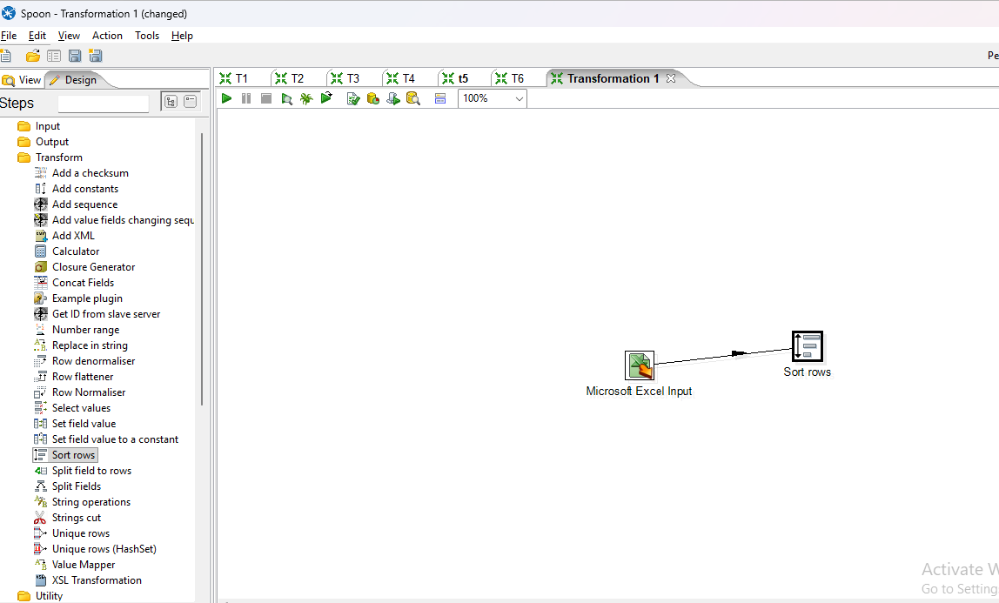 Spoon - Transformation 1 (changed)
File Edit View Action Tools Help
Pe
View Design
T1 T2 T3 T4 t5 T6 Transformation 1
Steps
100%
Input
Output
Transform
Add a checksum
Add constants
Add sequence
Add value fields changing sequ
Add XML
Calculator
Closure Generator
Concat Fields
Example plugin
Get ID from slave server
Number range
Replace in string
Row denormaliser
Row flattener
Row Normaliser
Select values
Set field value
Set field value to a constant
Sort rows
Split field to rows
Split Fields
String operations
Strings cut
Unique rows
Unique rows (HashSet)
Value Mapper
XSL Transformation
Utility
Microsoft Excel Input
Sort rows
Activate W
Go to Setting